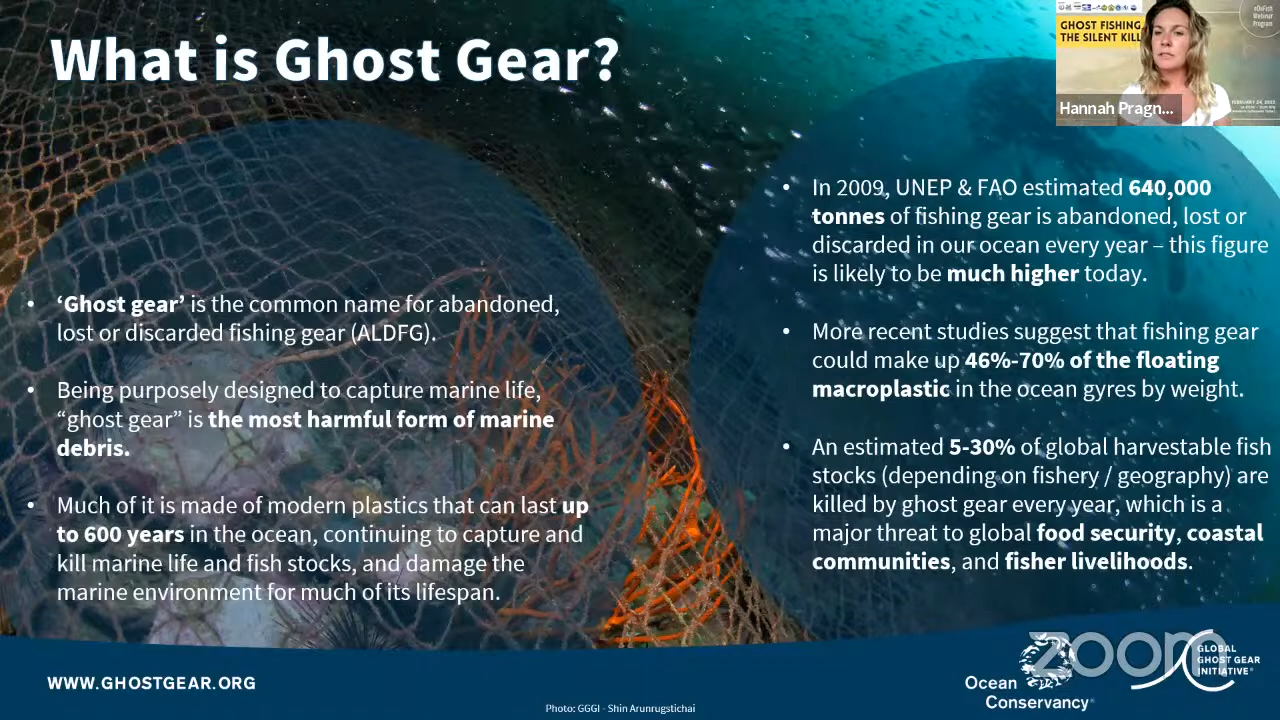 What is Ghost Gear?
‘Ghost gear’ is the common name for abandoned,
lost or discarded fishing gear (ALDFG).
Being purposely designed to capture marine life,
“ghost gear” is the most harmful form of marine
debris.
Much of it is made of modern plastics that can last up
to 600 years in the ocean, continuing to capture and
kill marine life and fish stocks, and damage the
marine environment for much of its lifespan.
In 2009, UNEP & FAO estimated 640,000
tonnes of fishing gear is abandoned, lost or
discarded in our ocean every year – this figure
is likely to be much higher today.
More recent studies suggest that fishing gear
could make up 46%-70% of the floating
macroplastic in the ocean gyres by weight.
An estimated 5-30% of global harvestable fish
stocks (depending on fishery / geography) are
killed by ghost gear every year, which is a
major threat to global food security, coastal
communities, and fisher livelihoods.
GHOST FISHING
THE SILENT KILL
Webinar
Program
Hannah Pragn...
WWW.GHOSTGEAR.ORG
Photo: GGGI - Shin Arunrugstichai
Ocean
Conservancy®
zoom
GLOBAL
GHOST GEAR
INITIATIVE®